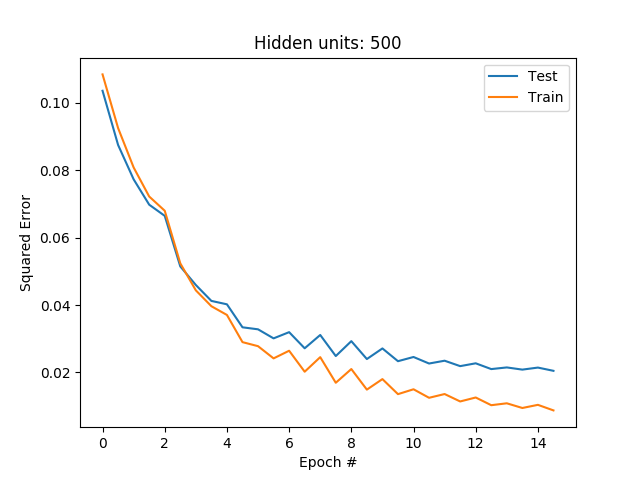 Hidden units: 500
Test
Train
0.10
0.08
0.06
0.04
0.02
Squared Error
0 2 4 6 8 10 12 14
Epoch #